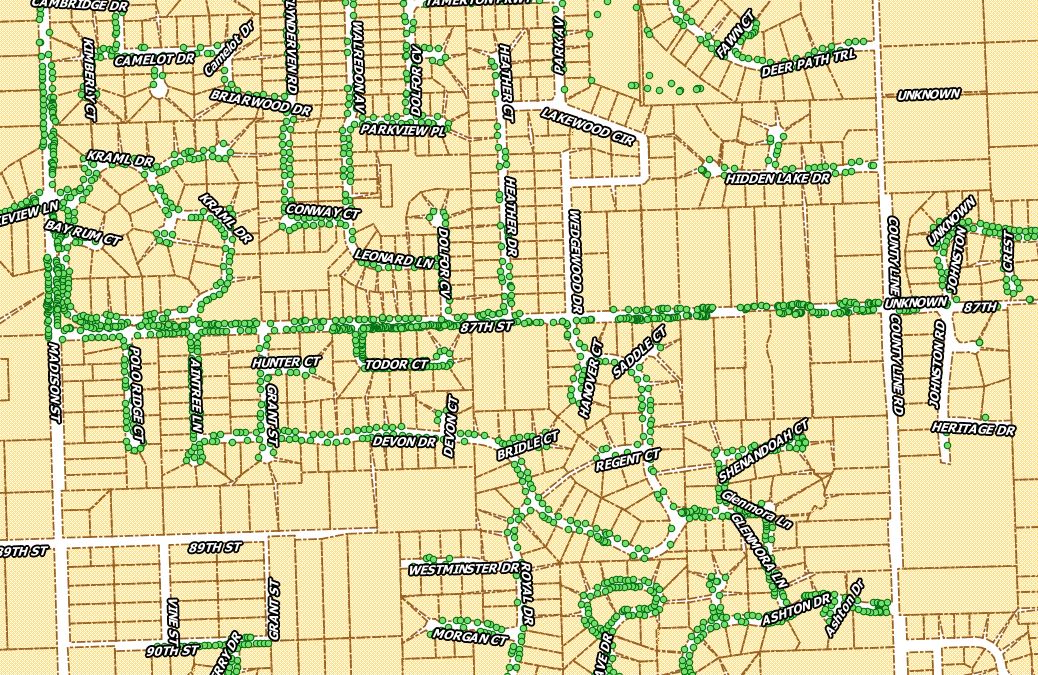 CAMBRIDGE DR
TAMERTON PKWY
KIMBERLY CT
CAMELOT DR
Camelot Dr
BRIARWOOD DR
WALREDON AV
DOLFOR CV
PARKVIEW PL
HEATHER CT
PARK AV
LAKEWOOD CIR
FAWN CT
DEER PATH TRL
UNKNOWN
KRAML DR
KRAML DR
BAY RUM CT
CONWAY CT
LEONARD LN
DOLFOR CV
HEATHER DR
WEDGEWOOD DR
HIDDEN LAKE DR
COUNTY LINE
UNKNOWN
JOHNSTON
CREST
UNKNOWN
87TH
87TH ST
MADISON ST
POLO RIDGE CT
AINTREE LN
HUNTER CT
GRANT ST
TODOR CT
DEVON CT
DEVON DR
HANOVER CT
SADDLE CT
COUNTY LINE RD
JOHNSTON RD
HERITAGE DR
BRIDLE CT
REGENT CT
SHENANDOAH CT
Glenmora Ln
GLENMORA LN
89TH ST
89TH ST
WESTMINSTER DR
ROYAL DR
VINE ST
GRANT ST
MORGAN CT
ASHTON DR
Ashton Dr
90TH ST